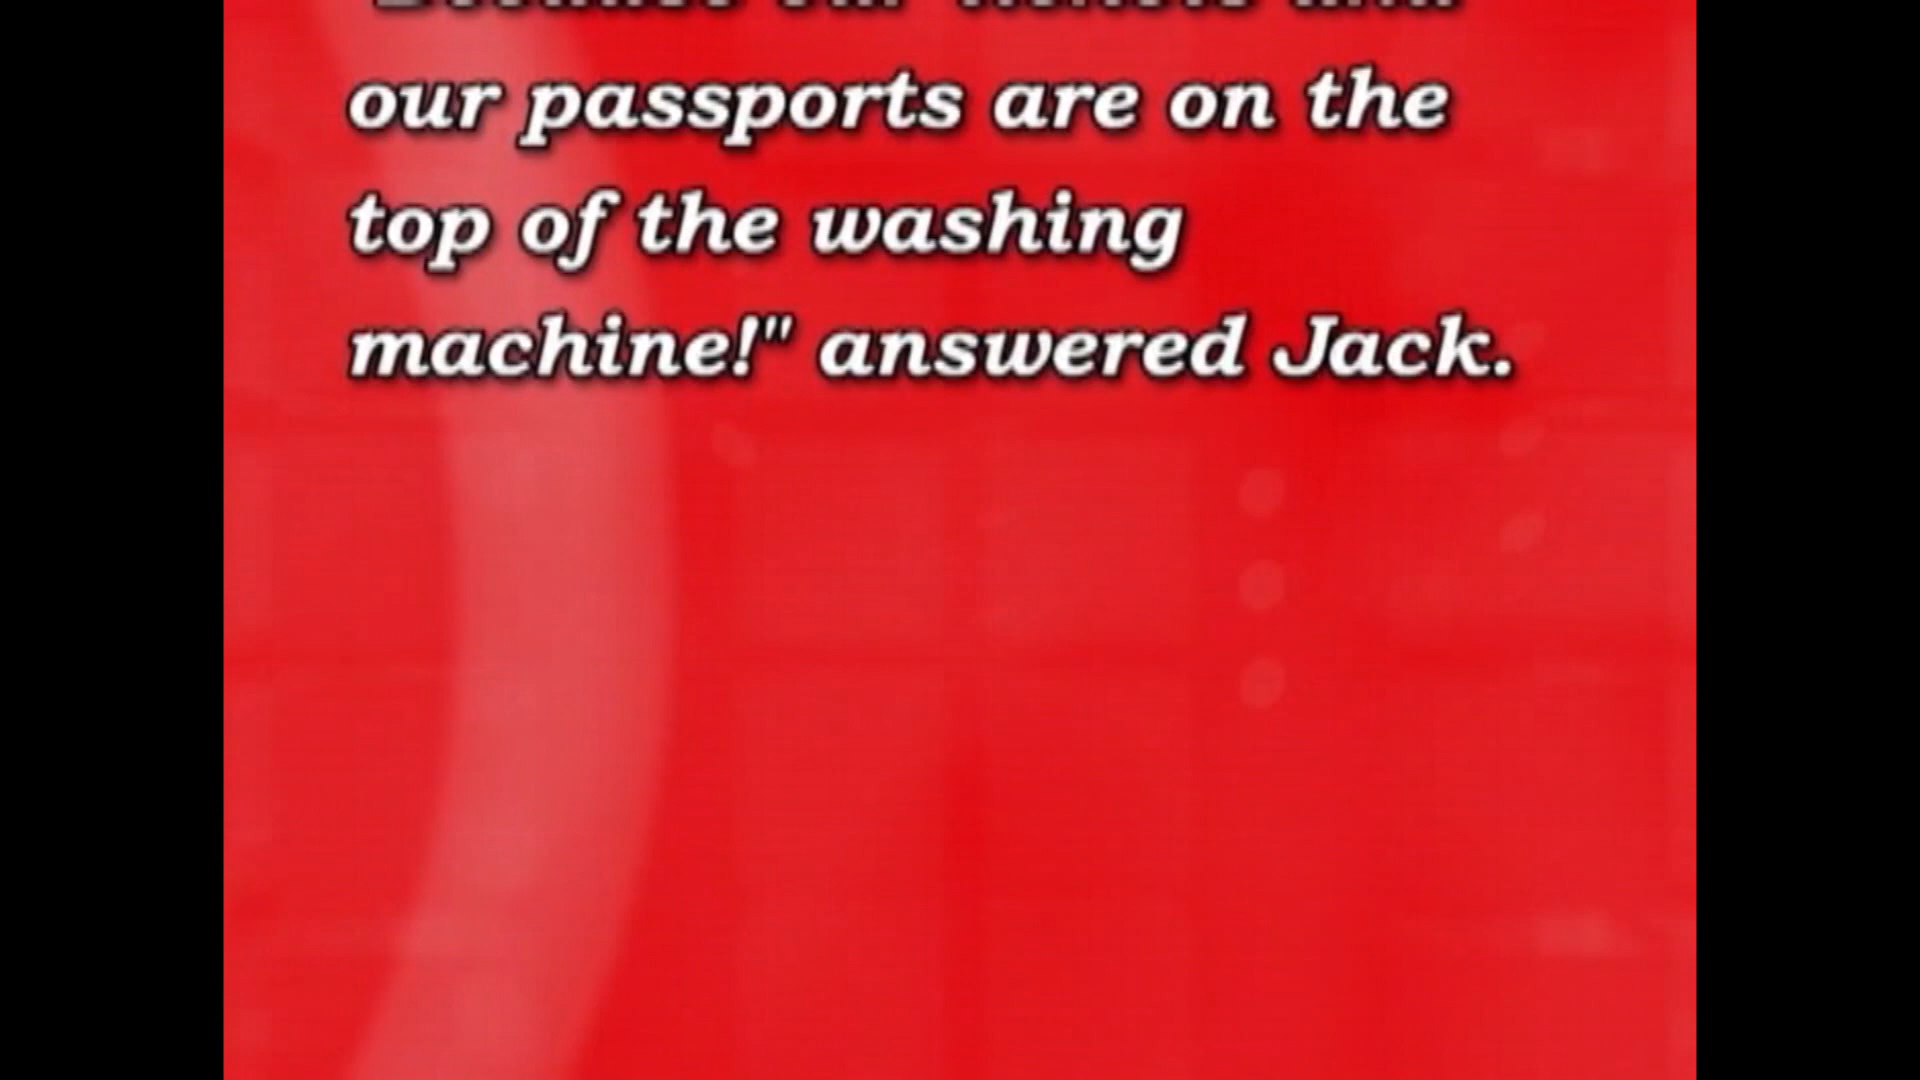 our passports are on the
top of the washing
machine!" answered Jack.